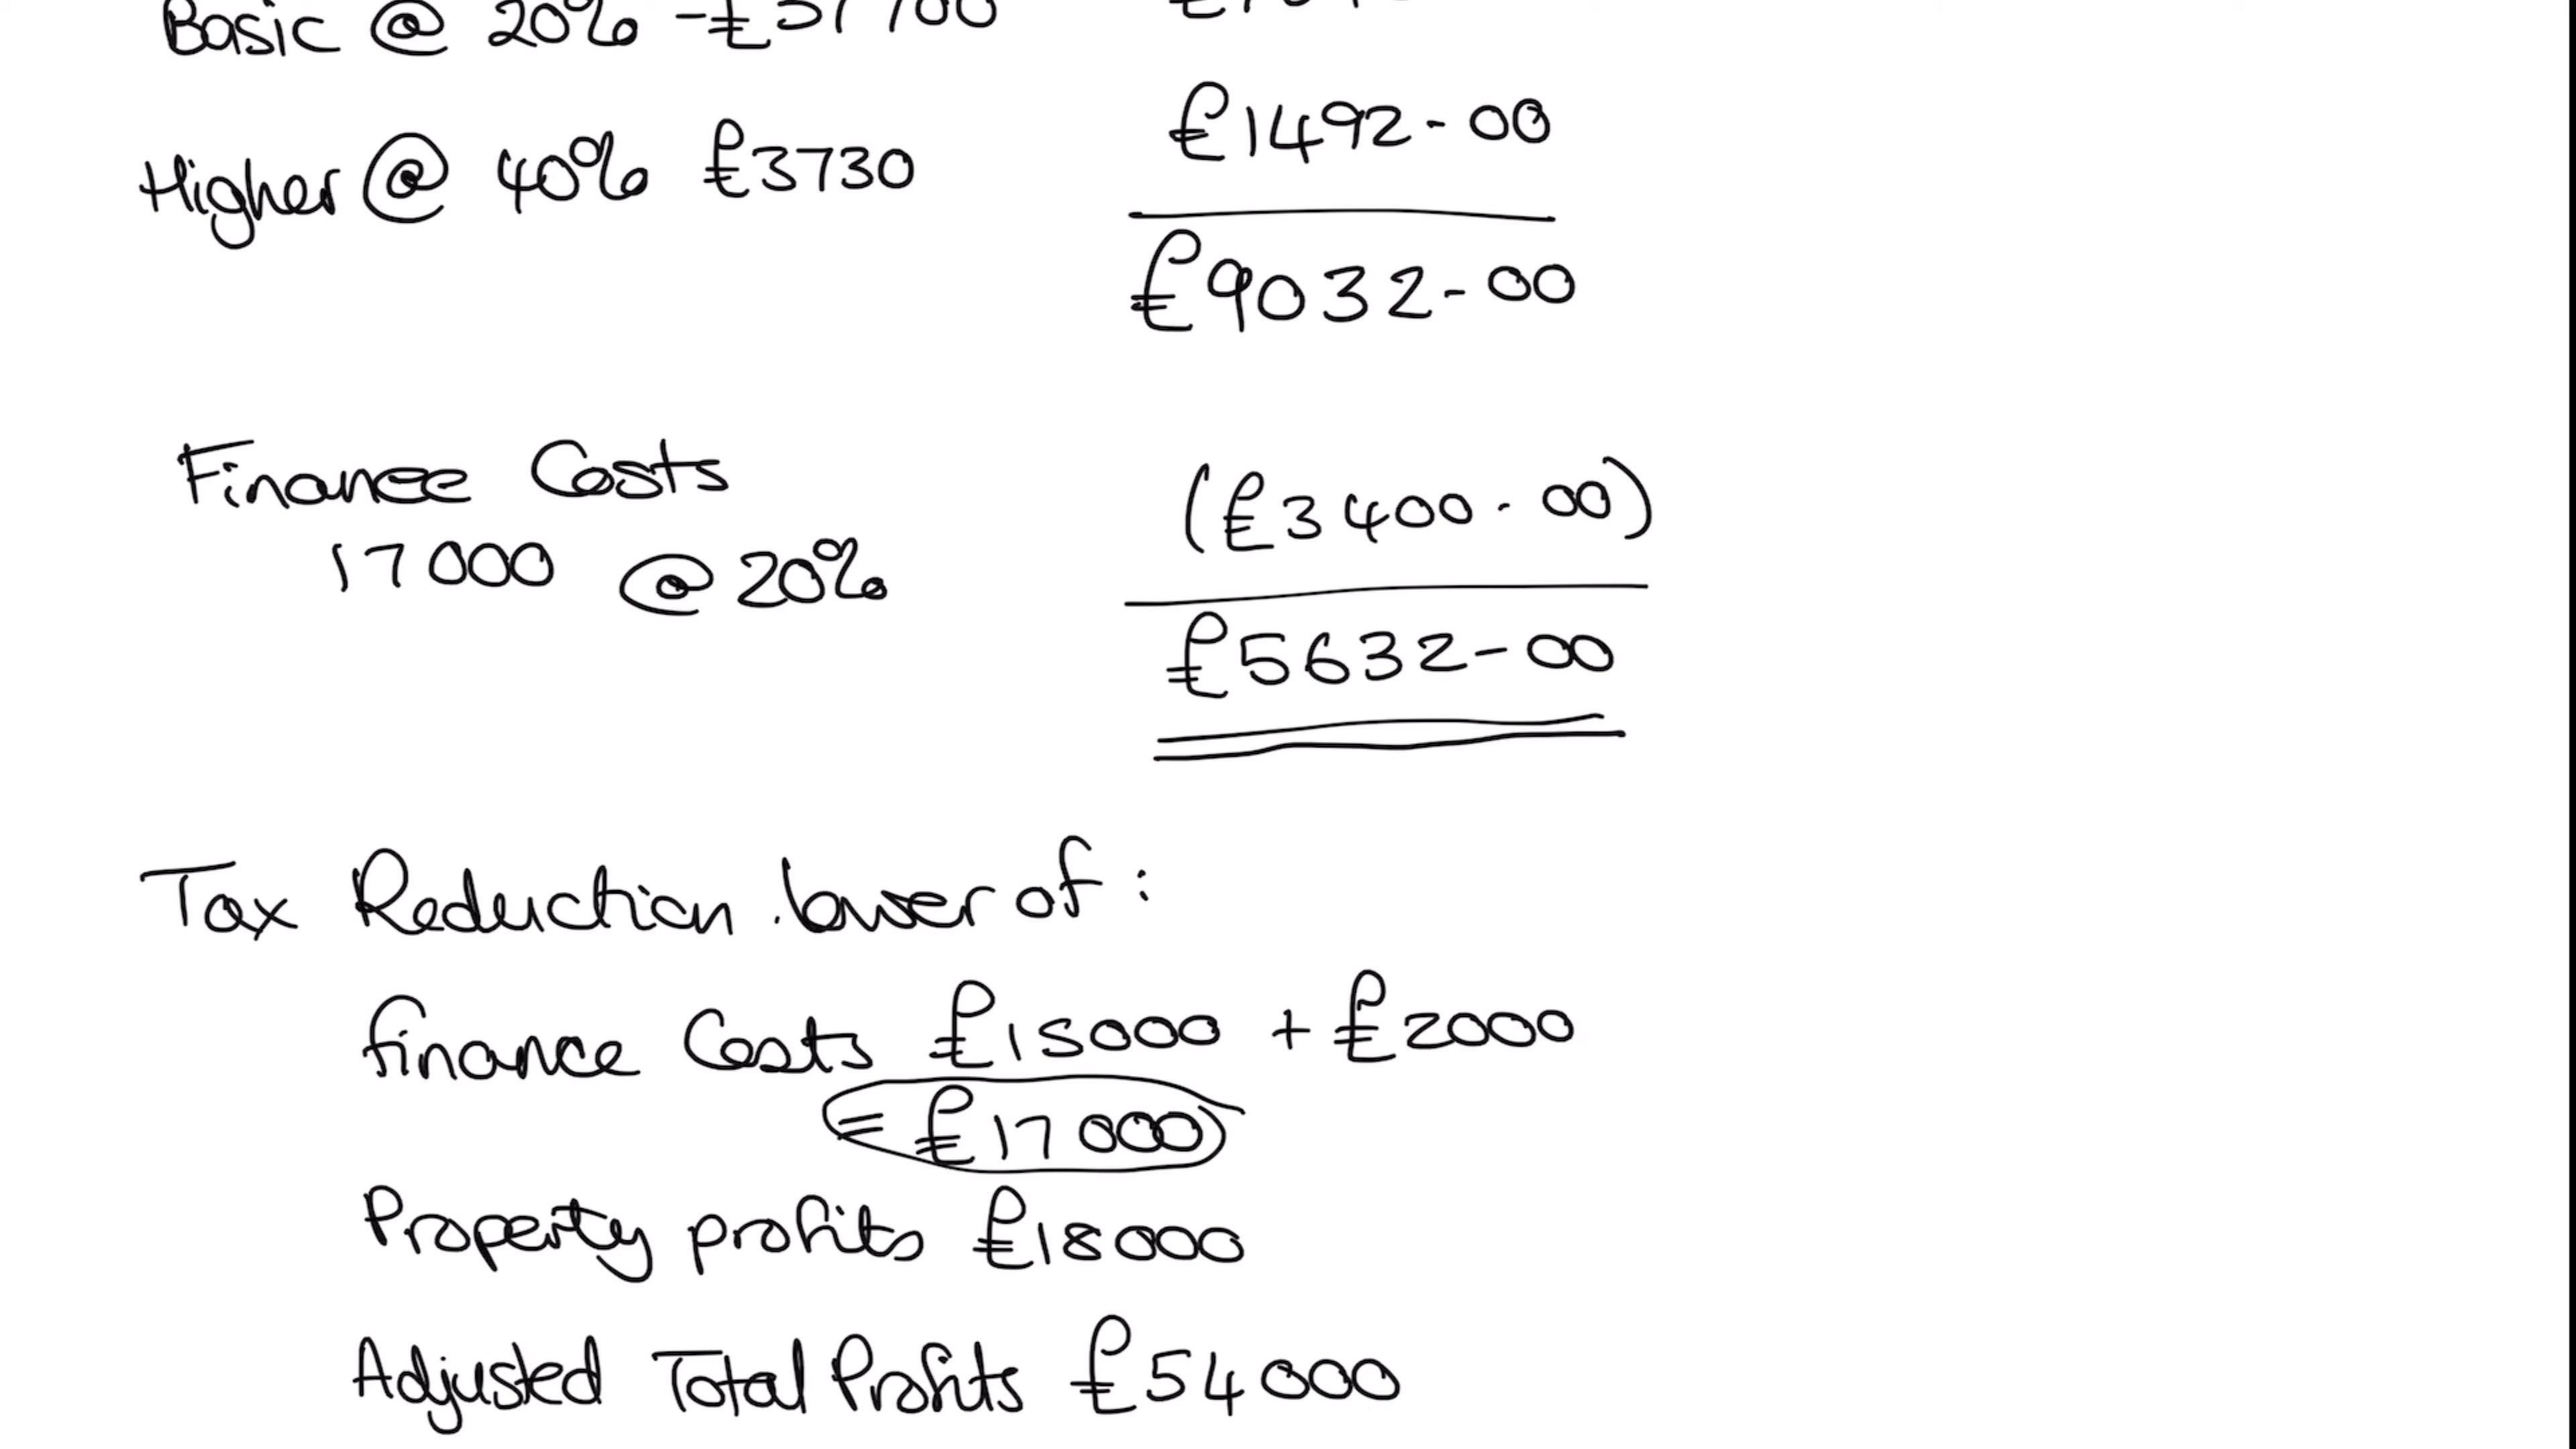 Basic @ 20% - £37700
Higher @ 40% £3730 £1492-00
£9032-00
Finance Costs (£3400.00)
17000 @ 20%
£5632-00
Tax Reduction. lower of:
finance Costs £15000 + £2000
= £17000
Property profits £18000
Adjusted Total Profits £54000